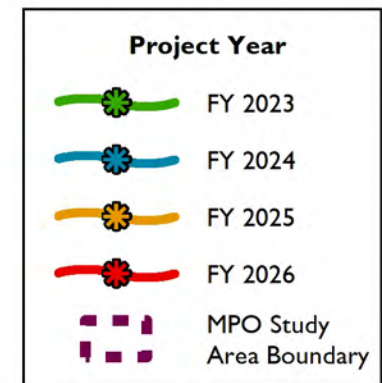 Project Year
FY 2023
FY 2024
FY 2025
FY 2026
MPO Study
Area Boundary